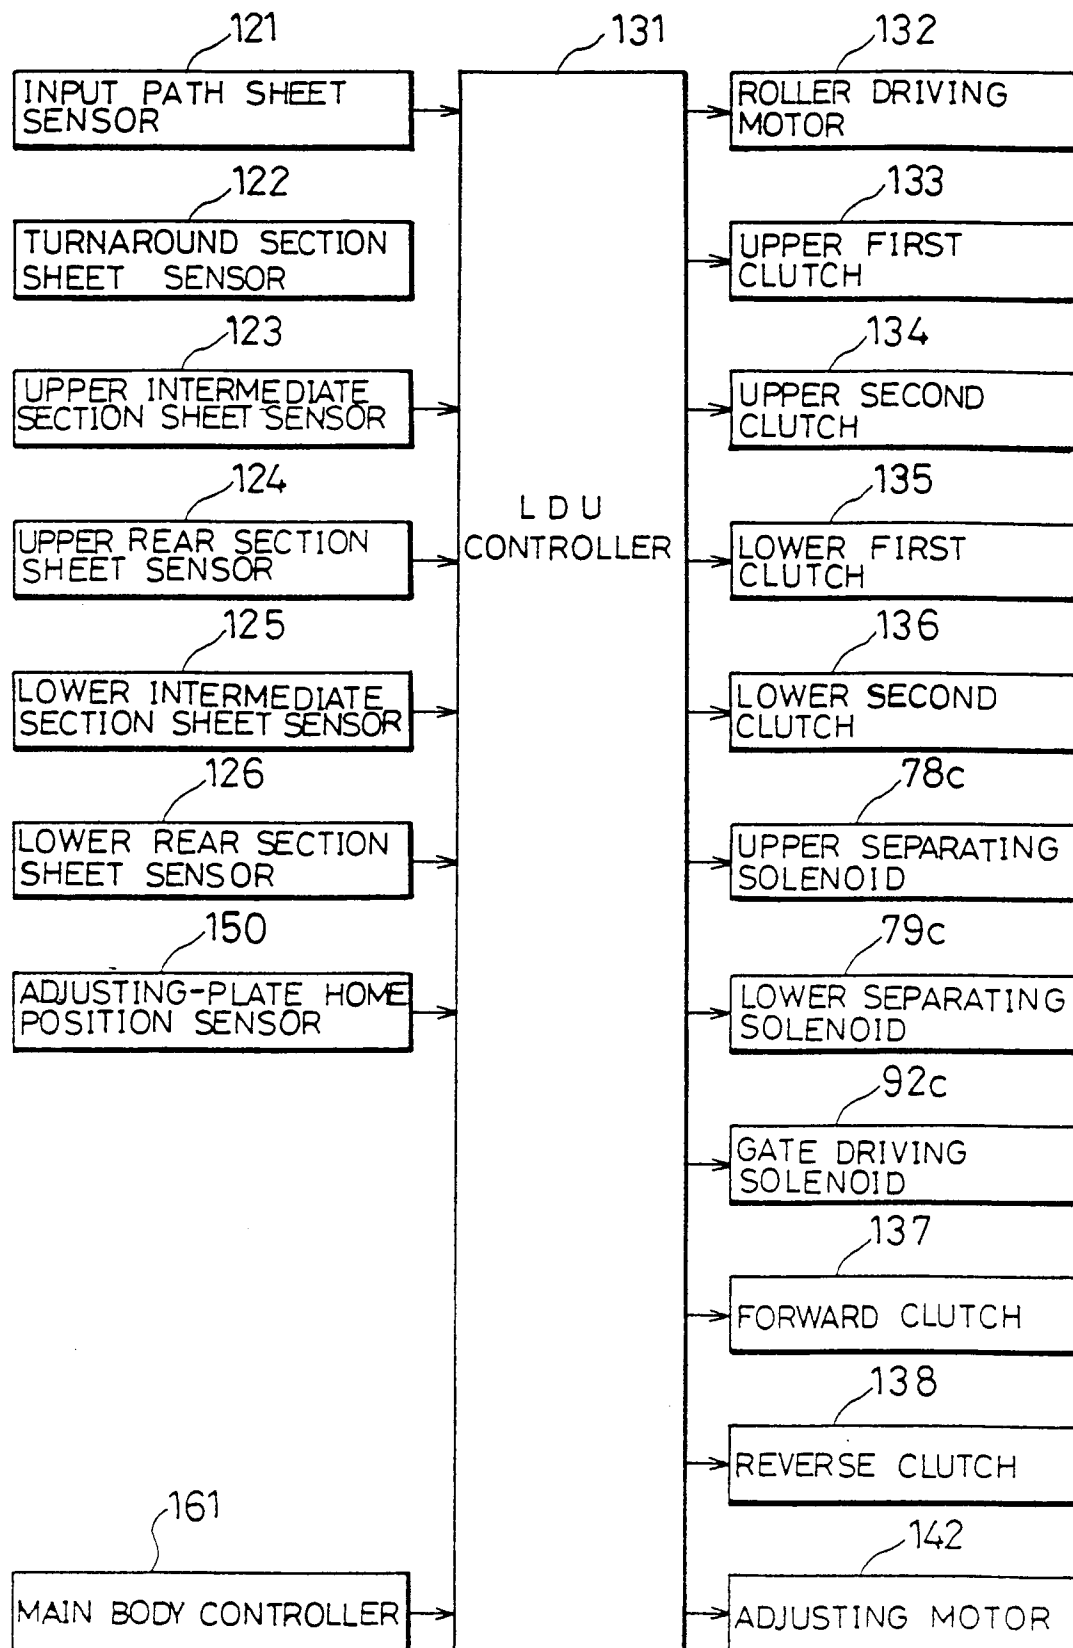 121
INPUT PATH SHEET
SENSOR
122
TURNAROUND SECTION
SHEET SENSOR
123
UPPER INTERMEDIATE
SECTION SHEET SENSOR
124
UPPER REAR SECTION
SHEET SENSOR
125
LOWER INTERMEDIATE
SECTION SHEET SENSOR
126
LOWER REAR SECTION
SHEET SENSOR
150
ADJUSTING-PLATE HOME
POSITION SENSOR
161
MAIN BODY CONTROLLER
131
LDU
CONTROLLER
132
ROLLER DRIVING
MOTOR
133
UPPER FIRST
CLUTCH
134
UPPER SECOND
CLUTCH
135
LOWER FIRST
CLUTCH
136
LOWER SECOND
CLUTCH
78c
UPPER SEPARATING
SOLENOID
79c
LOWER SEPARATING
SOLENOID
92c
GATE DRIVING
SOLENOID
137
FORWARD CLUTCH
138
REVERSE CLUTCH
142
ADJUSTING MOTOR